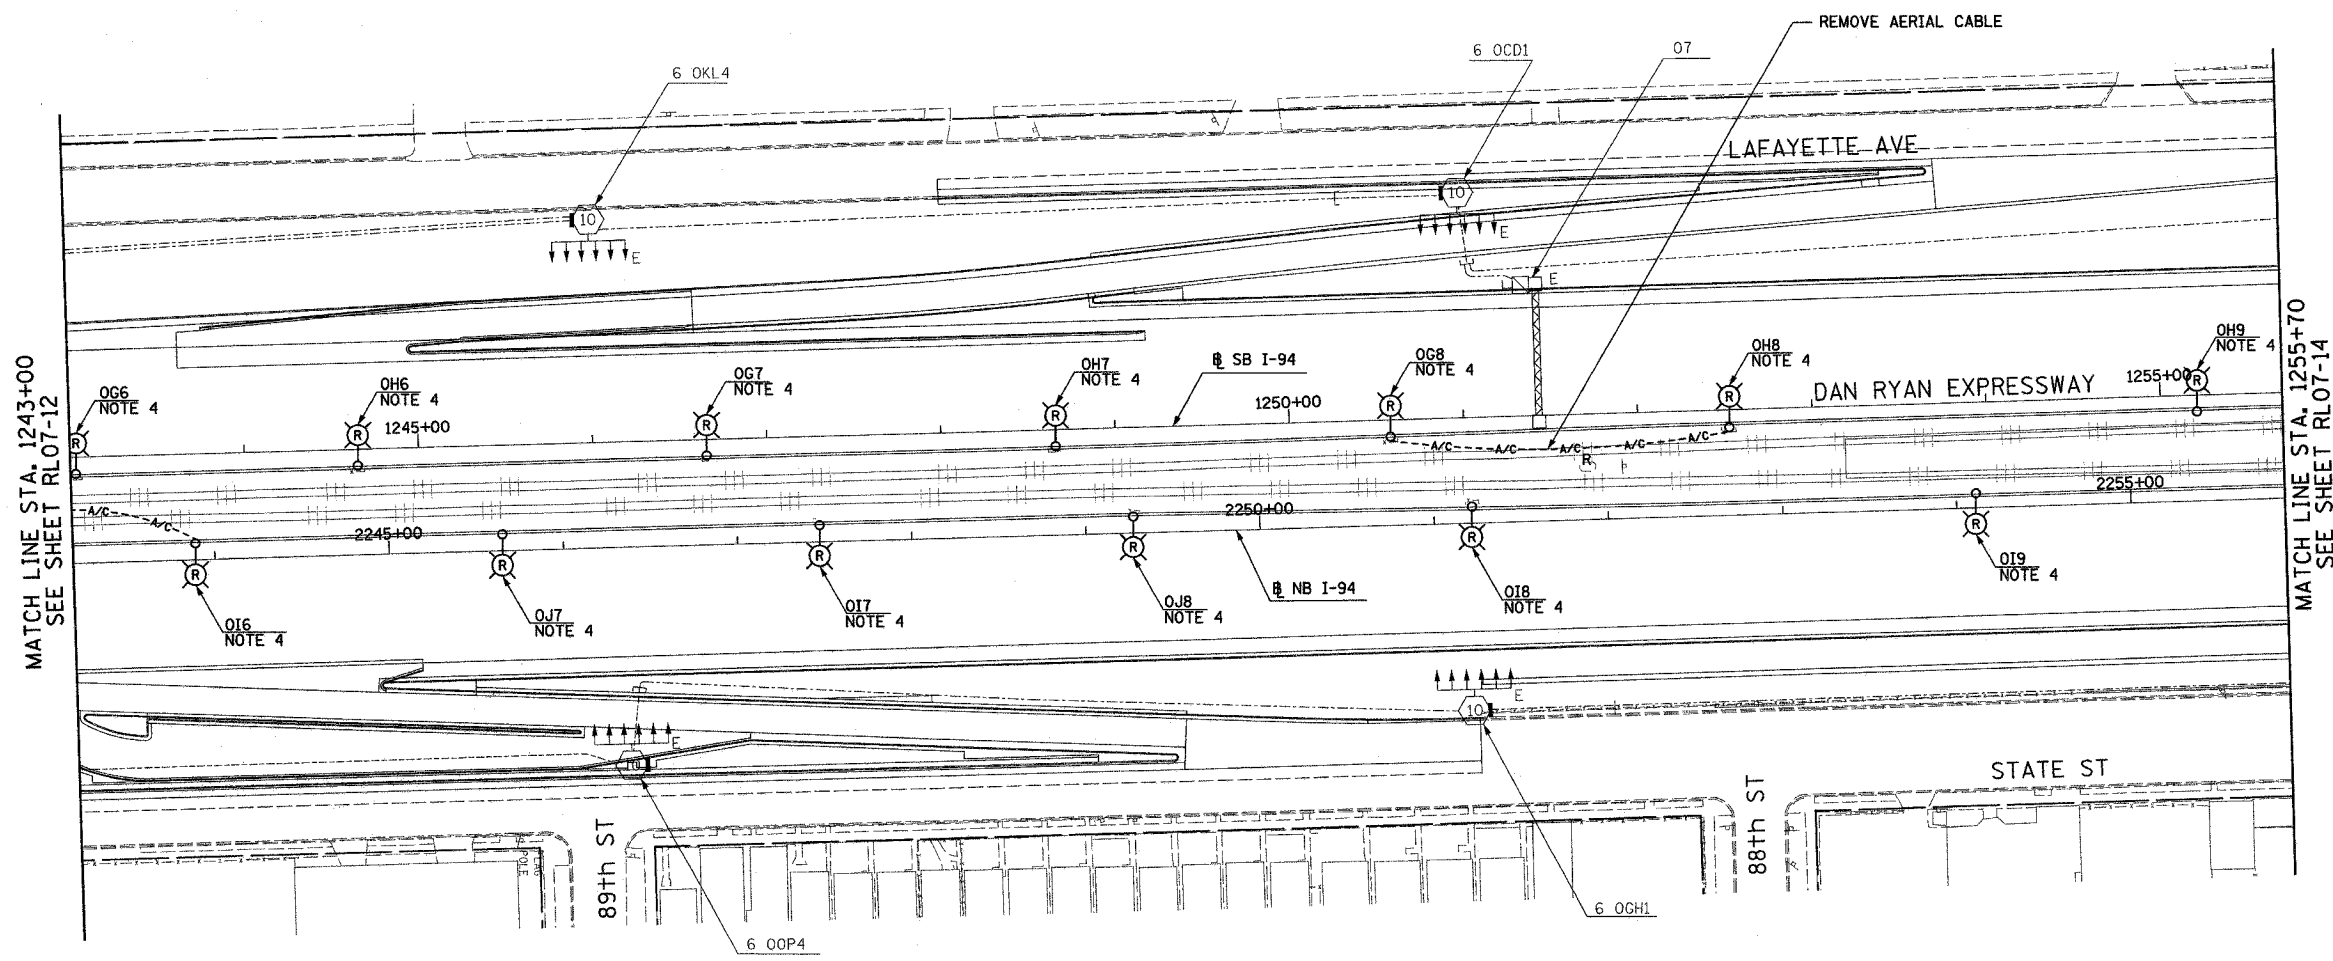 REMOVE AERIAL CABLE
6 OKL4
6 OCD1
O7
LAFAYETTE AVE
10
10
E
E
E
E
MATCH LINE STA. 1243+00
SEE SHEET RL07-12
OG6
NOTE 4
OH6
NOTE 4
OG7
NOTE 4
OH7
NOTE 4
℄ SB I-94
OG8
NOTE 4
OH8
NOTE 4
OH9
NOTE 4
MATCH LINE STA. 1255+70
SEE SHEET RL07-14
R
R
R
R
R
R
R
1245+00
1250+00
DAN RYAN EXPRESSWAY
1255+00
A/C
A/C
A/C
A/C
A/C
R
A/C
A/C
2245+00
2250+00
2255+00
R
R
R
R
R
R
OI6
NOTE 4
OJ7
NOTE 4
OI7
NOTE 4
OJ8
NOTE 4
℄ NB I-94
OI8
NOTE 4
OI9
NOTE 4
E
10
E
10
STATE ST
89th ST
88th ST
FLAG
POLE
6 OOP4
6 OGH1